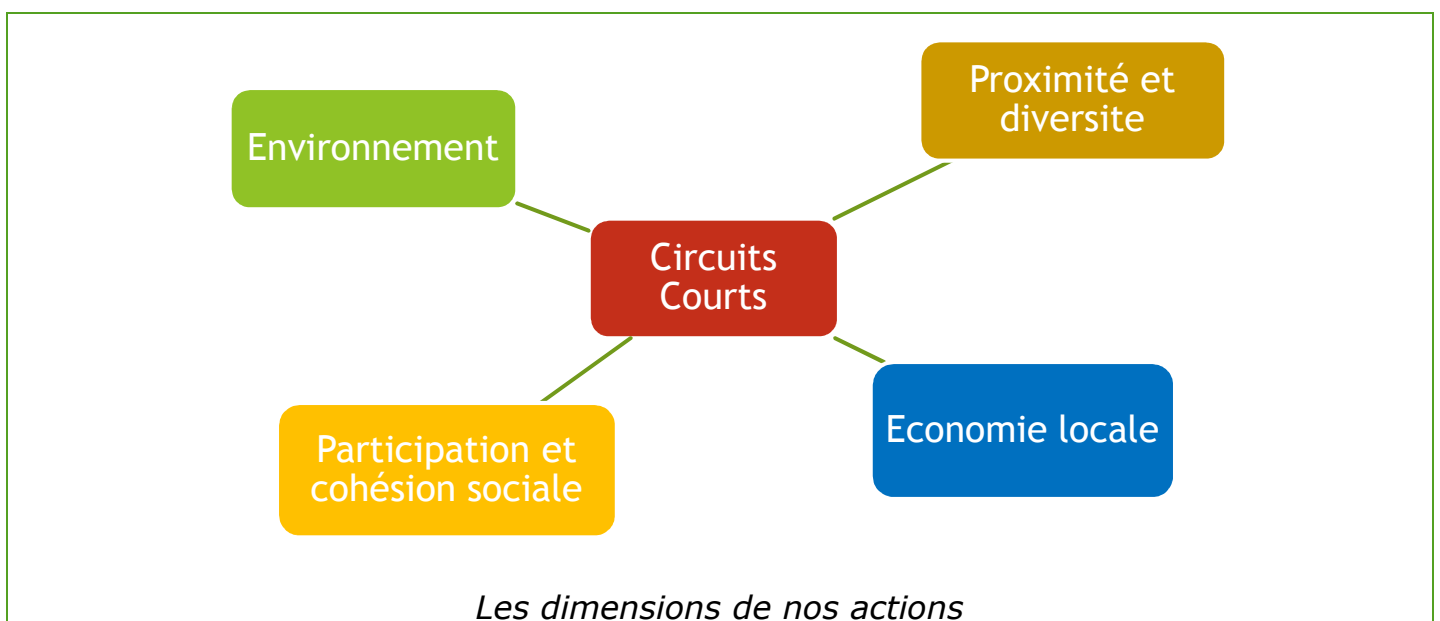 Proximité et
diversite
Environnement
Circuits
Courts
Economie locale
Participation et
cohésion sociale
Les dimensions de nos actions